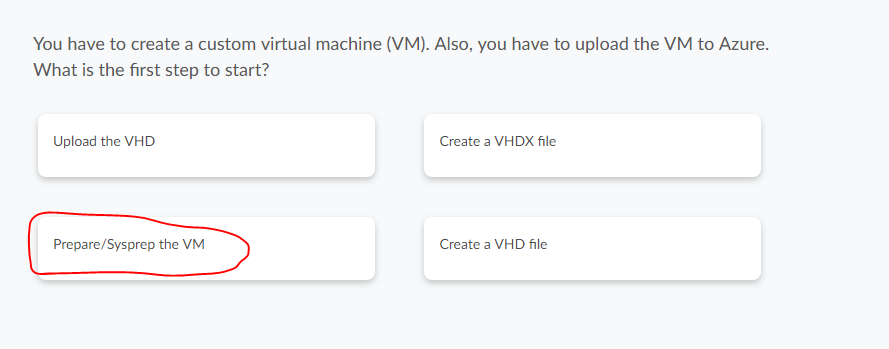 You have to create a custom virtual machine (VM). Also, you have to upload the VM to Azure.
What is the first step to start?
Upload the VHD
Create a VHDX file
Prepare/Sysprep the VM
Create a VHD file